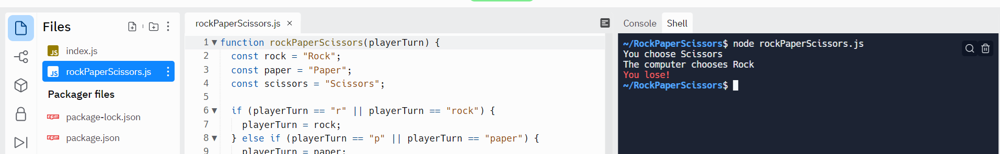 Files
JS index.js
JS rockPaperScissors.js
Packager files
package-lock.json
package.json
rockPaperScissors.js ×
1 function rockPaperScissors(playerTurn) {
2 const rock = "Rock";
3 const paper = "Paper";
4 const scissors = "Scissors";
5
6 if (playerTurn == "r" || playerTurn == "rock") {
7 playerTurn = rock;
8 } else if (playerTurn == "p" || playerTurn == "paper") {
9 playerTurn = paper;
Console Shell
~/RockPaperScissors$ node rockPaperScissors.js
You choose Scissors
The computer chooses Rock
You lose!
~/RockPaperScissors$